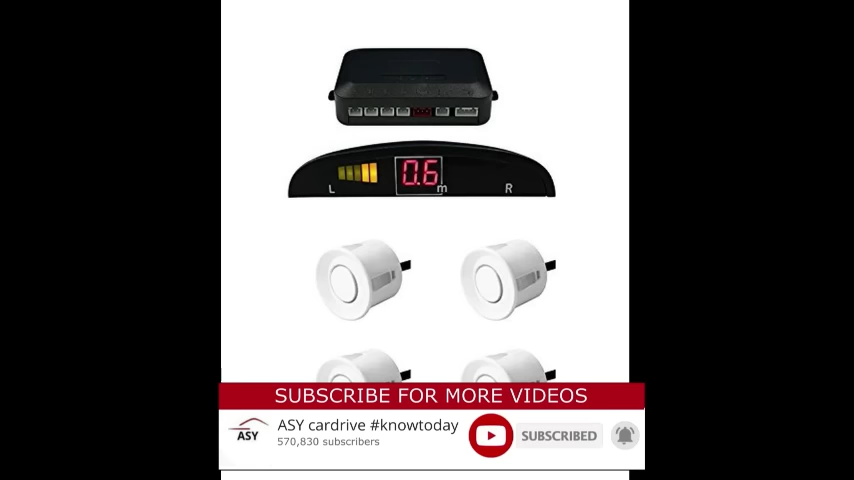 0.6
L
m
R
SUBSCRIBE FOR MORE VIDEOS
ASY
ASY cardrive #knowtoday
570,830 subscribers
SUBSCRIBED